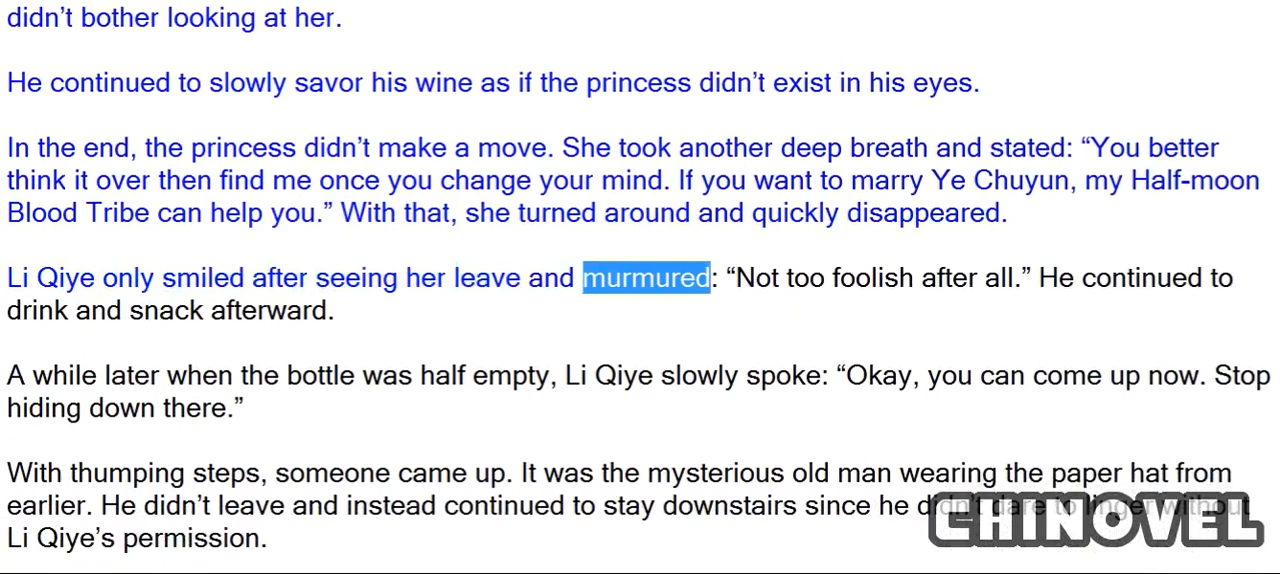 didn’t bother looking at her.
He continued to slowly savor his wine as if the princess didn’t exist in his eyes.
In the end, the princess didn’t make a move. She took another deep breath and stated: “You better
think it over then find me once you change your mind. If you want to marry Ye Chuyun, my Half-moon
Blood Tribe can help you.” With that, she turned around and quickly disappeared.
Li Qiye only smiled after seeing her leave and murmured: “Not too foolish after all.” He continued to
drink and snack afterward.
A while later when the bottle was half empty, Li Qiye slowly spoke: “Okay, you can come up now. Stop
hiding down there.”
With thumping steps, someone came up. It was the mysterious old man wearing the paper hat from
earlier. He didn’t leave and instead continued to stay downstairs since he didn’t dare to linger without
Li Qiye’s permission.
CHINOVEL